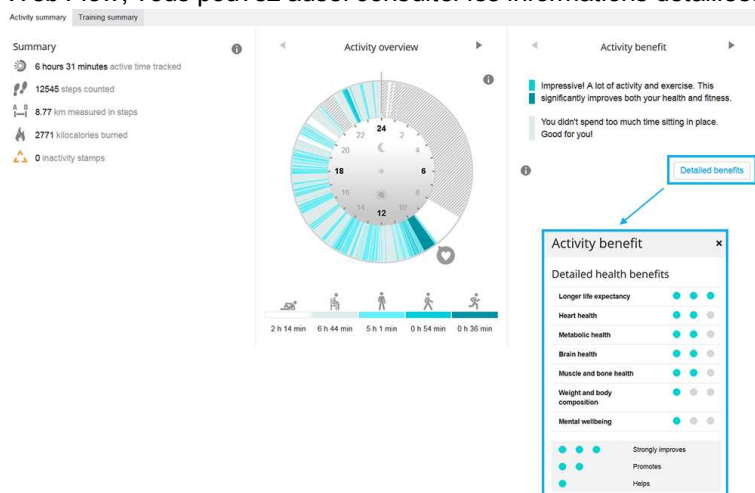 Web Flow, vous pouvez aussi consulter les informations détaillées.
Activity summary Training summary
Summary
6 hours 31 minutes active time tracked
12545 steps counted
A B
8.77 km measured in steps
2771 kilocalories burned
0 inactivity stamps
Activity overview
24
22 2
20 4
18 6
16 8
14 10
12
2 h 14 min 6 h 44 min 5 h 1 min 0 h 54 min 0 h 36 min
Activity benefit
Impressive! A lot of activity and exercise. This
significantly improves both your health and fitness.
You didn't spend too much time sitting in place.
Good for you!
Detailed benefits
Activity benefit ×
Detailed health benefits
Longer life expectancy
Heart health
Metabolic health
Brain health
Muscle and bone health
Weight and body
composition
Mental wellbeing
Strongly improves
Promotes
Helps